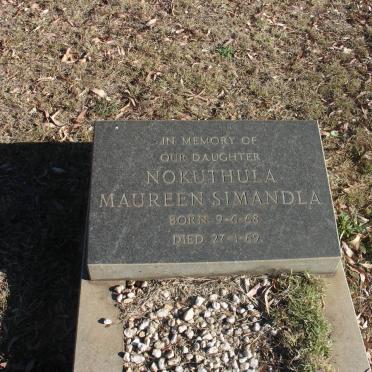 IN MEMORY OF
OUR DAUGHTER
NOKUTHULA
MAUREEN SIMANDLA
BORN 9-6-68
DIED 27-1-69